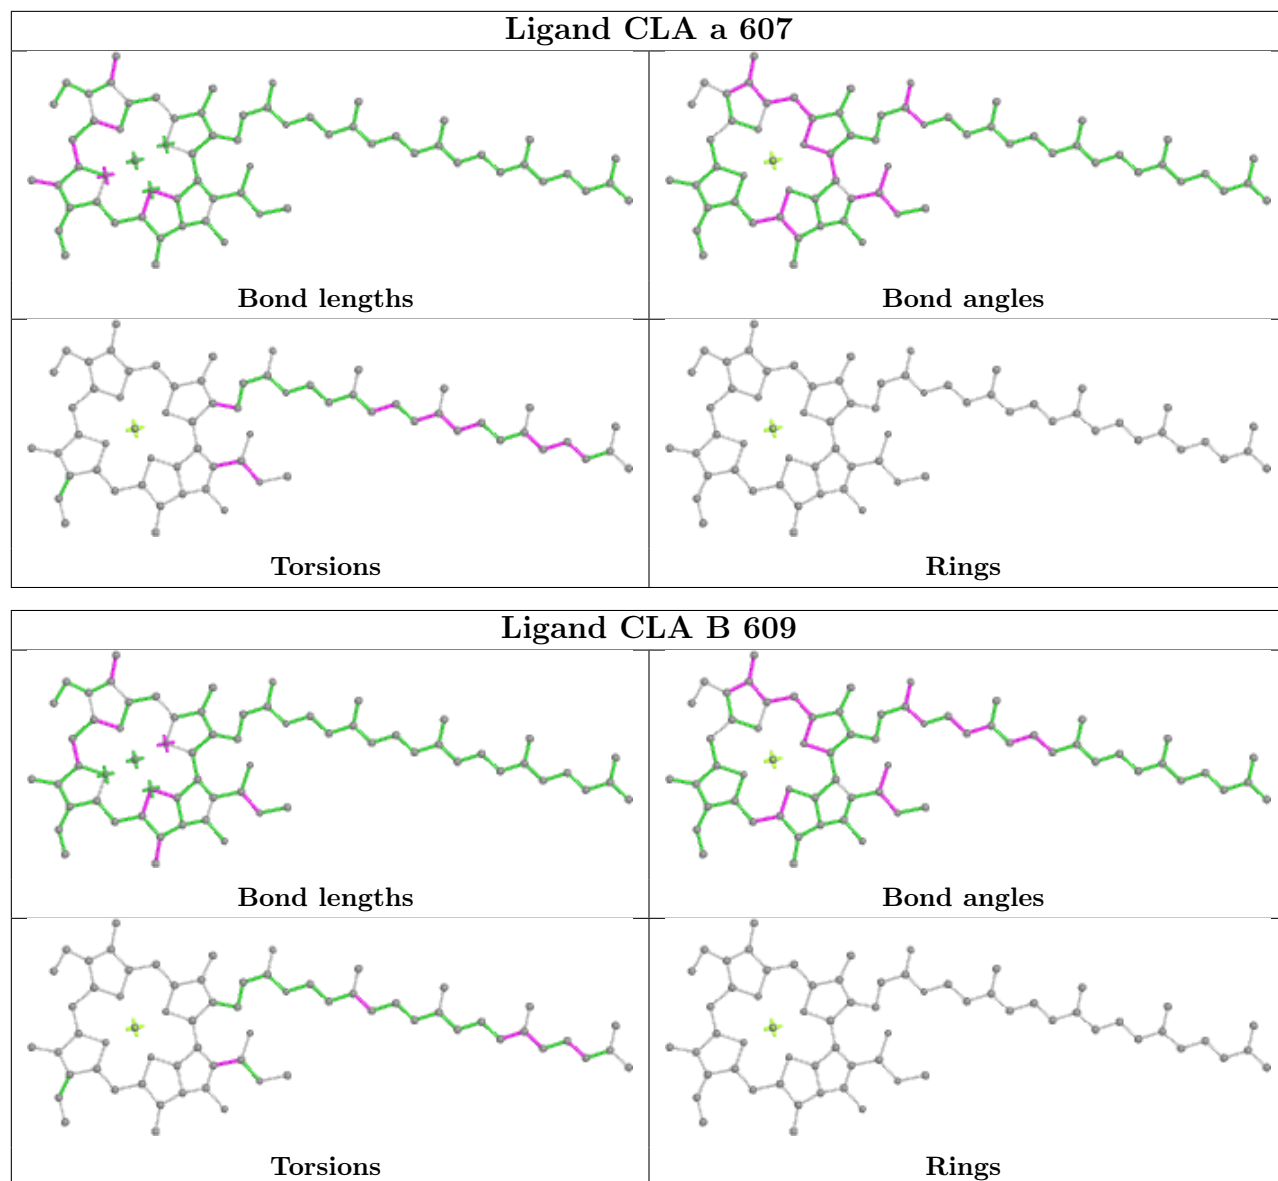 Ligand CLA a 607
Bond lengths
Bond angles
Torsions
Rings
Ligand CLA B 609
Bond lengths
Bond angles
Torsions
Rings